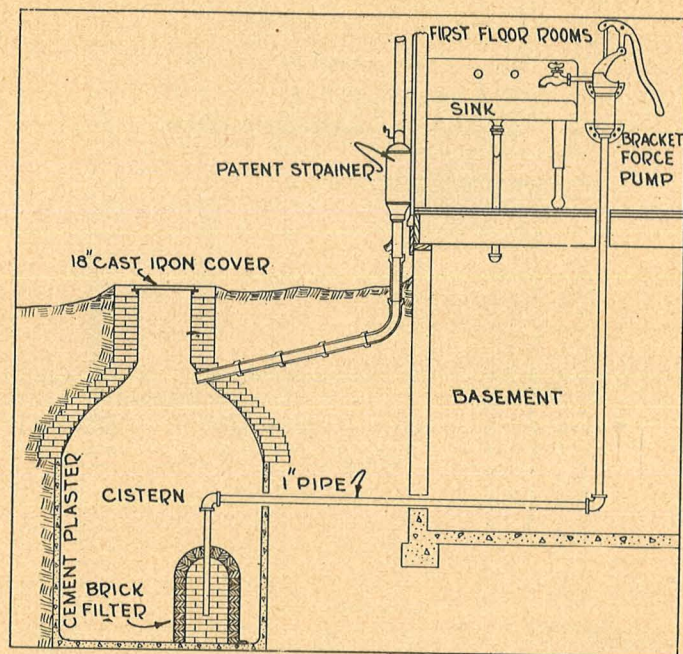 FIRST FLOOR ROOMS
SINK
BRACKET
FORCE
PUMP
PATENT STRAINER
18" CAST IRON COVER
BASEMENT
1" PIPE
CISTERN
CEMENT PLASTER
BRICK
FILTER